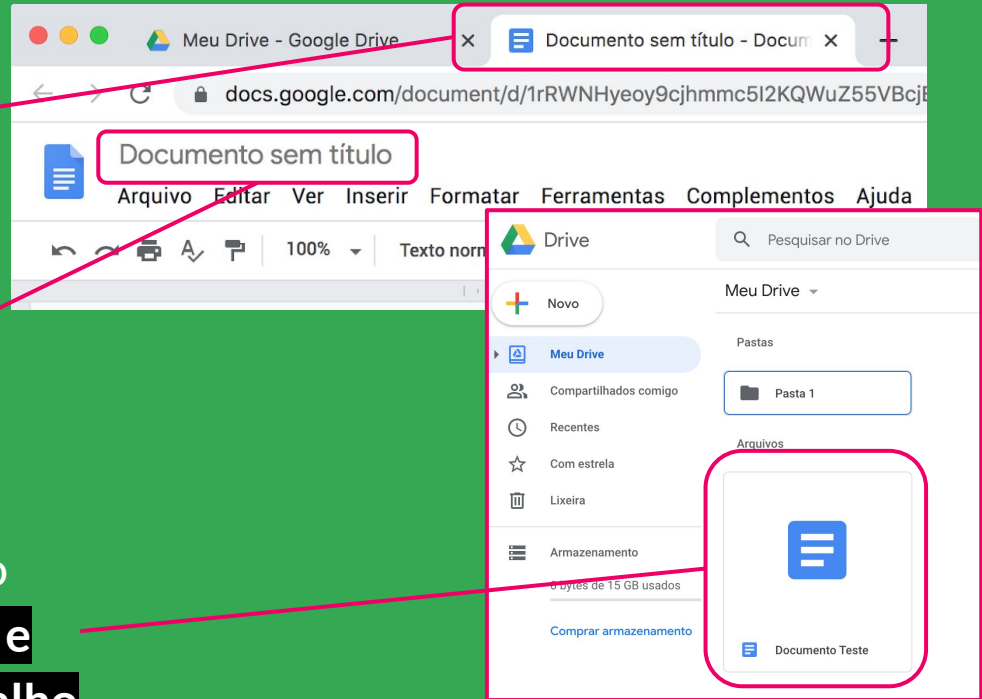 Meu Drive - Google Drive
Documento sem título - Docum
docs.google.com/document/d/1rRWNHyeoy9cjhmmc5I2KQWuZ55VBcj
Documento sem título
Arquivo Editar Ver Inserir Formatar Ferramentas Complementos Ajuda
100% Texto norn
Drive
Pesquisar no Drive
Novo
Meu Drive
Meu Drive
Pastas
Compartilhados comigo
Pasta 1
Recentes
Arquivos
Com estrela
Lixeira
Armazenamento
0 bytes de 15 GB usados
Comprar armazenamento
Documento Teste
o
e
alho